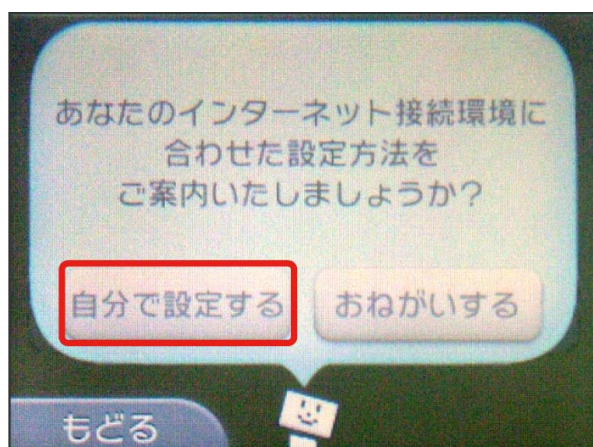 あなたのインターネット接続環境に
合わせた設定方法を
ご案内いたしましょうか?
自分で設定する
おねがいする
もどる